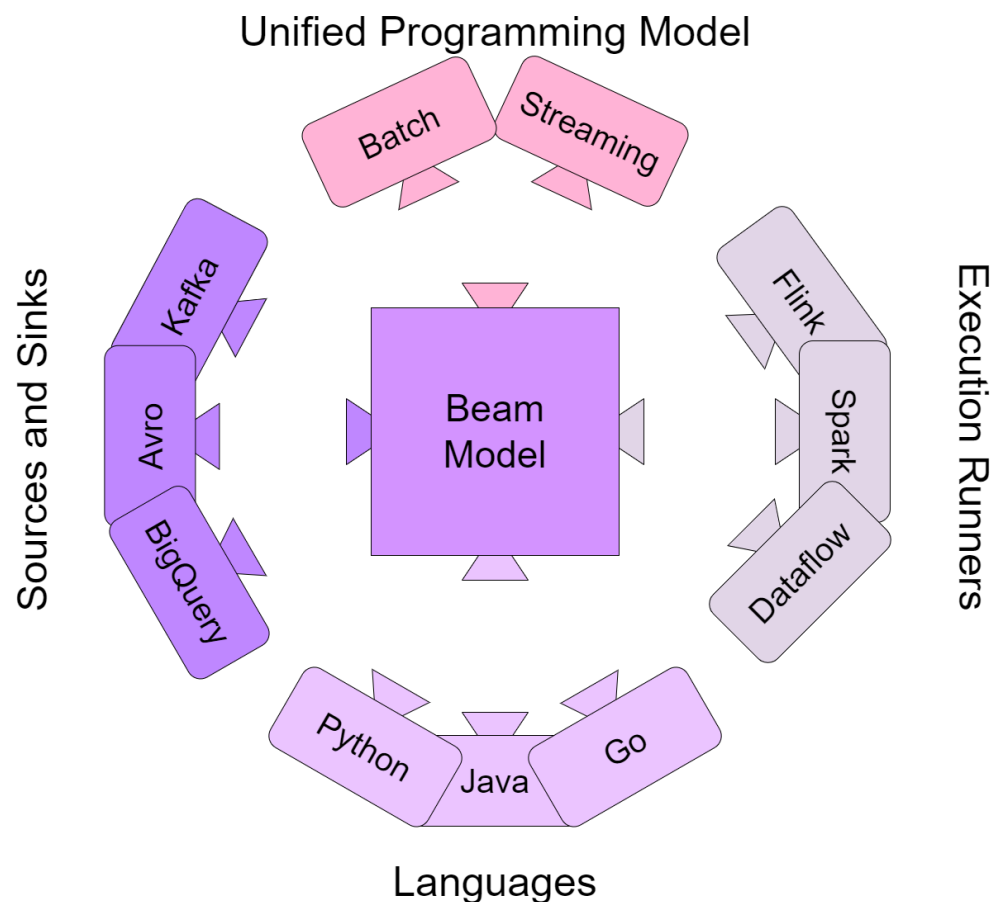 Unified Programming Model
Batch
Streaming
Sources and Sinks
Kafka
Avro
BigQuery
Beam
Model
Flink
Spark
Dataflow
Execution Runners
Python
Java
Go
Languages